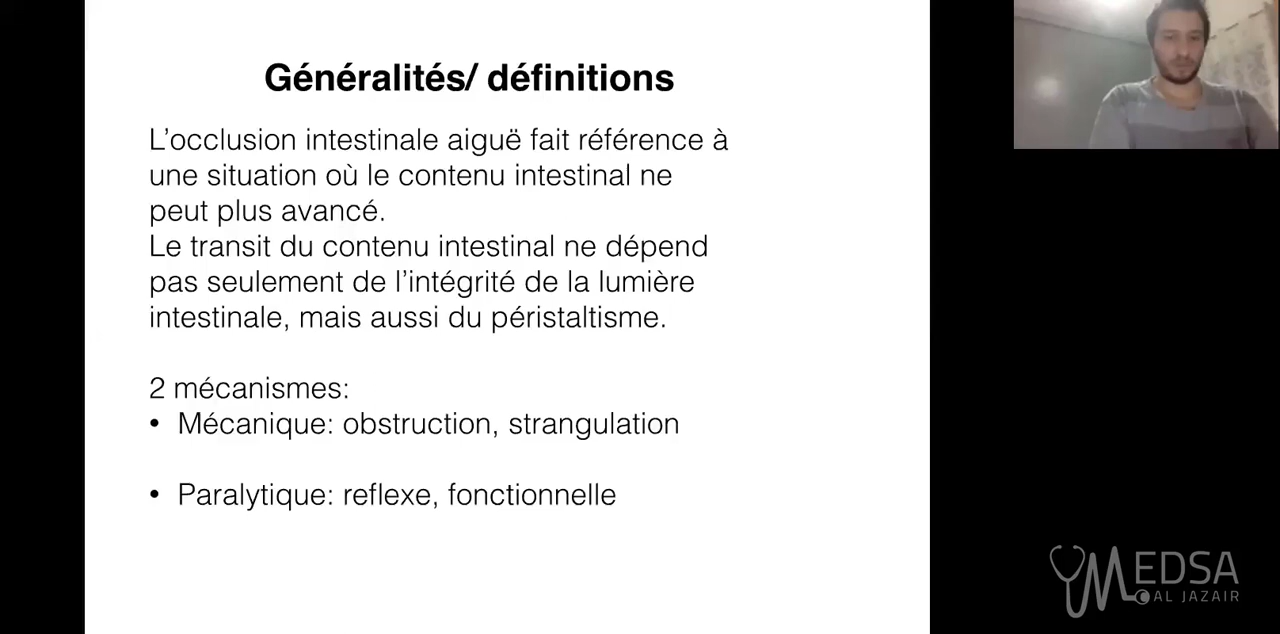 Généralités/ définitions
L’occlusion intestinale aiguë fait référence à
une situation où le contenu intestinal ne
peut plus avancé.
Le transit du contenu intestinal ne dépend
pas seulement de l’intégrité de la lumière
intestinale, mais aussi du péristaltisme.
2 mécanismes:
• Mécanique: obstruction, strangulation
• Paralytique: reflexe, fonctionnelle
MEDSA
AL JAZAIR